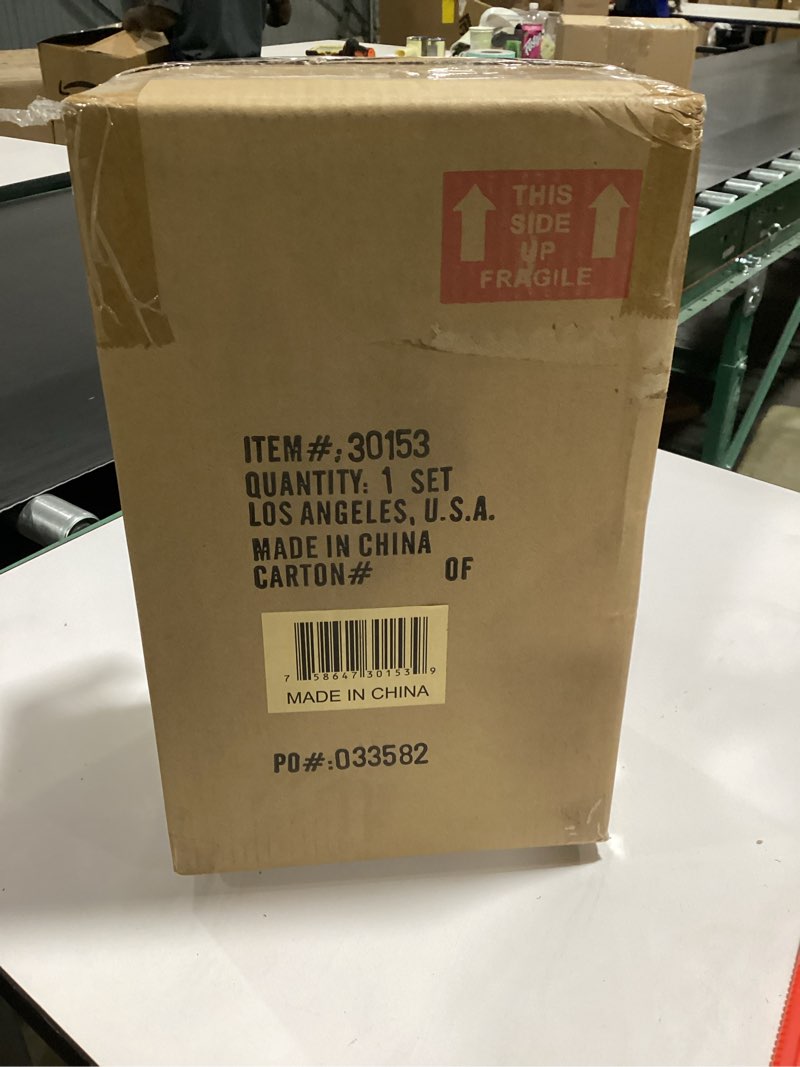 THIS
SIDE
UP
FRAGILE
ITEM#:30153
QUANTITY: 1 SET
LOS ANGELES, U.S.A.
MADE IN CHINA
CARTON# OF
7 58647 30153 9
MADE IN CHINA
PO#:033582